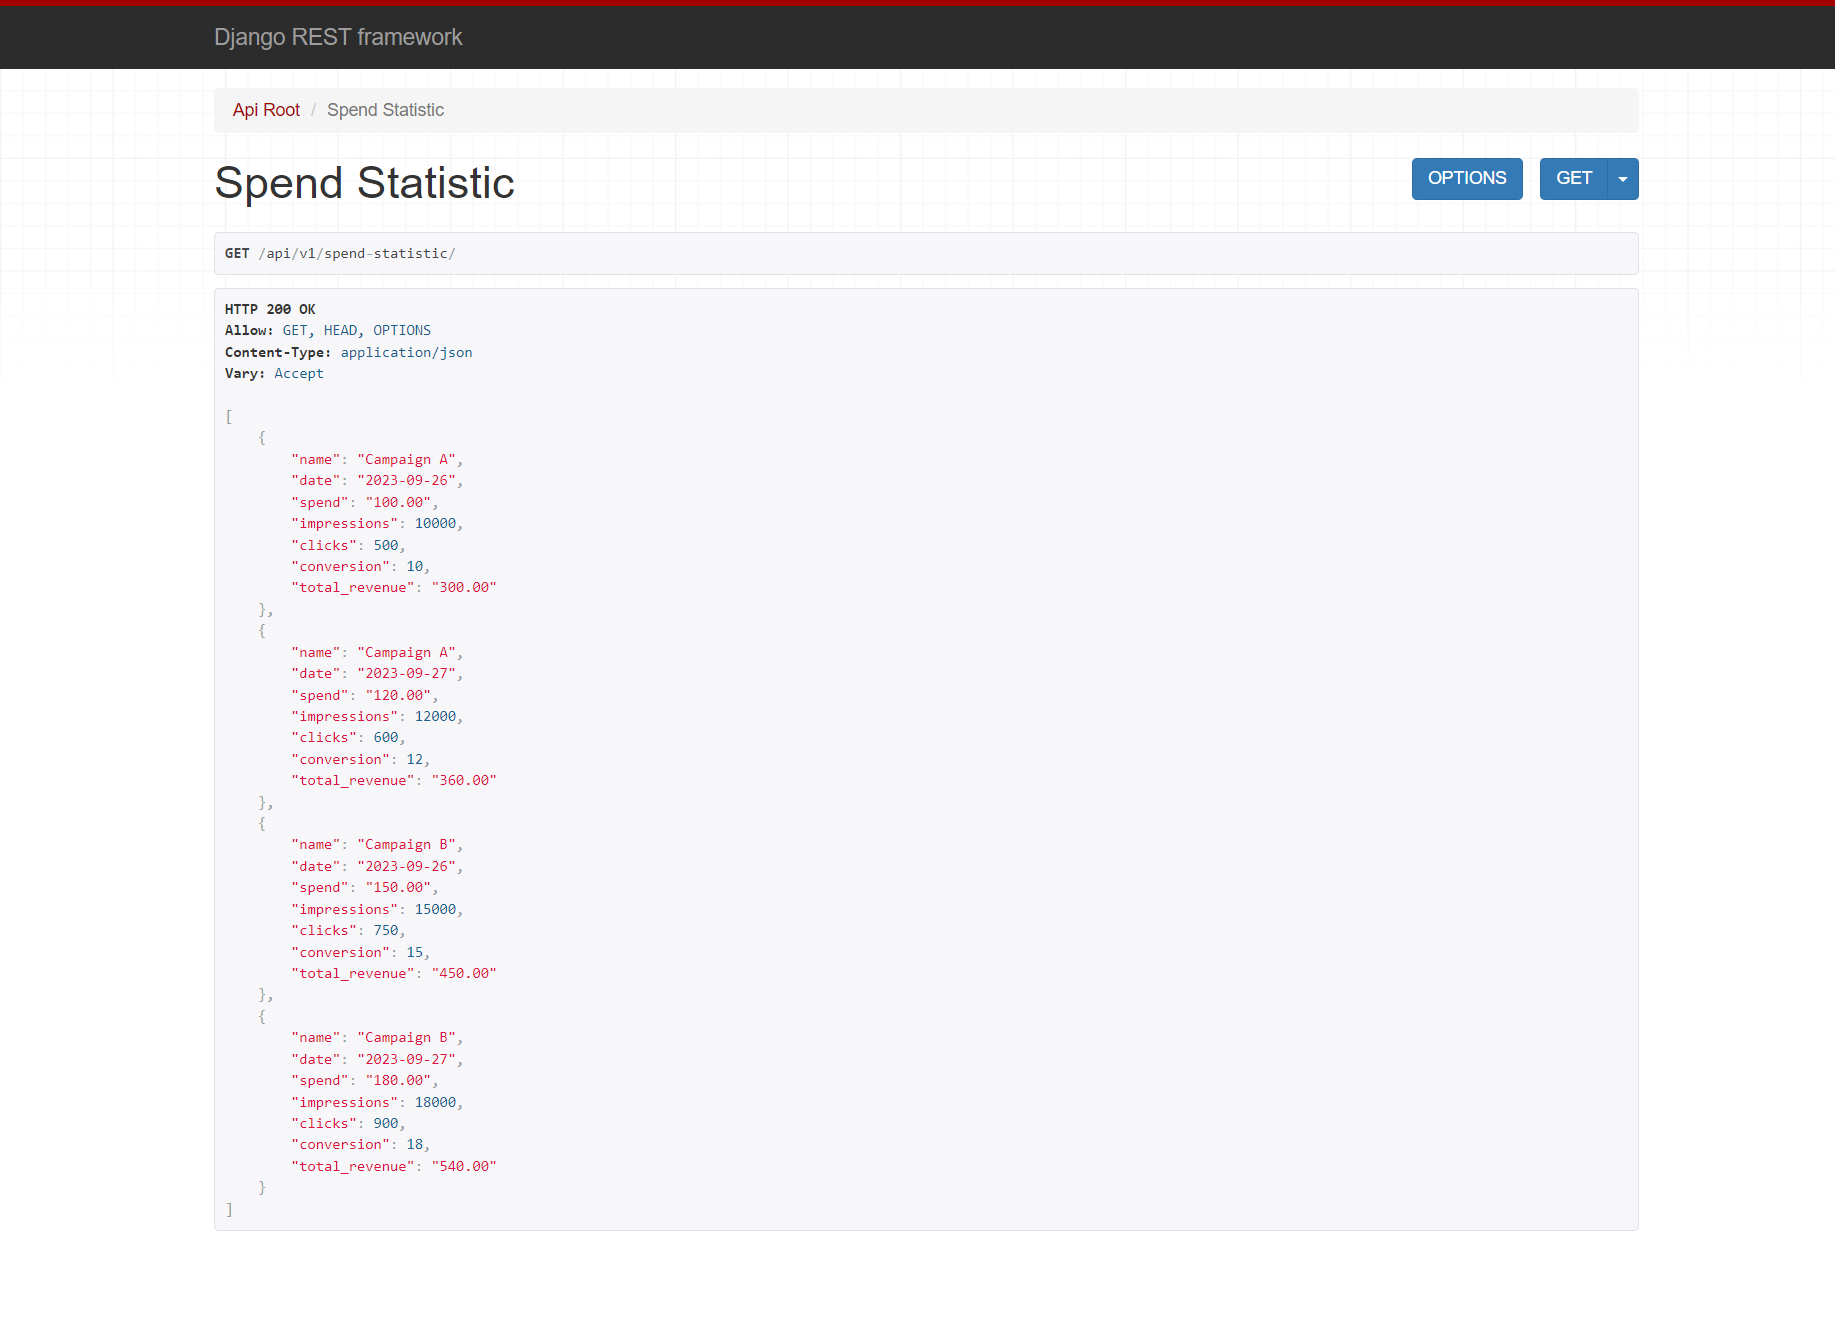 Django REST framework
Api Root / Spend Statistic
Spend Statistic
OPTIONS
GET
GET /api/v1/spend-statistic/
HTTP 200 OK
Allow: GET, HEAD, OPTIONS
Content-Type: application/json
Vary: Accept
[
    {
        "name": "Campaign A",
        "date": "2023-09-26",
        "spend": "100.00",
        "impressions": 10000,
        "clicks": 500,
        "conversion": 10,
        "total_revenue": "300.00"
    },
    {
        "name": "Campaign A",
        "date": "2023-09-27",
        "spend": "120.00",
        "impressions": 12000,
        "clicks": 600,
        "conversion": 12,
        "total_revenue": "360.00"
    },
    {
        "name": "Campaign B",
        "date": "2023-09-26",
        "spend": "150.00",
        "impressions": 15000,
        "clicks": 750,
        "conversion": 15,
        "total_revenue": "450.00"
    },
    {
        "name": "Campaign B",
        "date": "2023-09-27",
        "spend": "180.00",
        "impressions": 18000,
        "clicks": 900,
        "conversion": 18,
        "total_revenue": "540.00"
    }
]